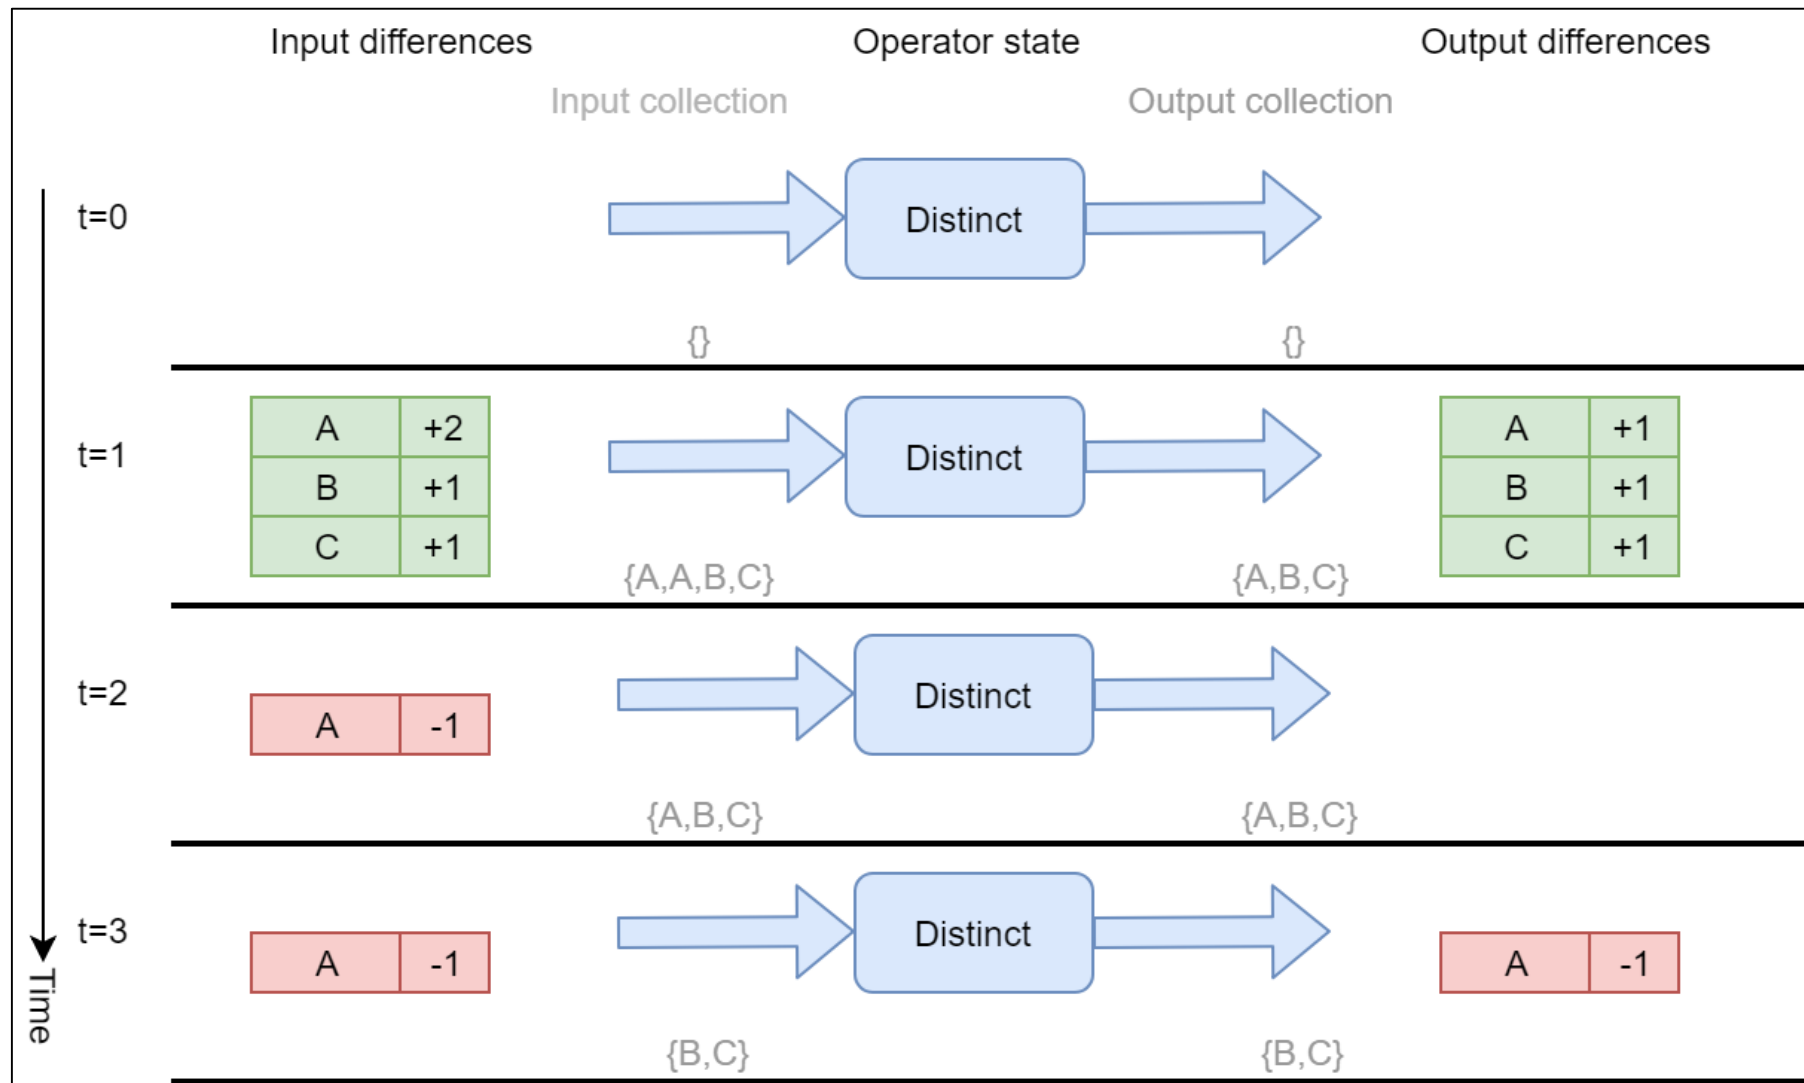 Input differences
Operator state
Output differences
Input collection
Output collection
t=0
Distinct
{}
{}
t=1
A +2
B +1
C +1
Distinct
A +1
B +1
C +1
{A,A,B,C}
{A,B,C}
t=2
A -1
Distinct
{A,B,C}
{A,B,C}
t=3
A -1
Distinct
A -1
{B,C}
{B,C}
Time